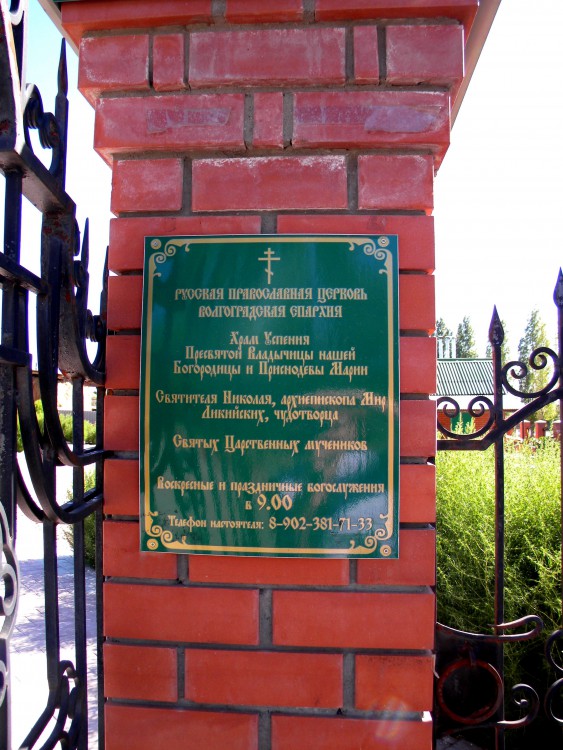 Русская Православная Церковь
Волгоградская епархия
Храм Успения
Пресвятой Владычицы нашей
Богородицы и Приснодевы Марии
Святителя Николая, архиепископа Мир
Ликийских, чудотворца
Святых Царственных мучеников
Воскресные и праздничные богослужения
в 9.00
Телефон настоятеля: 8-902-381-71-33